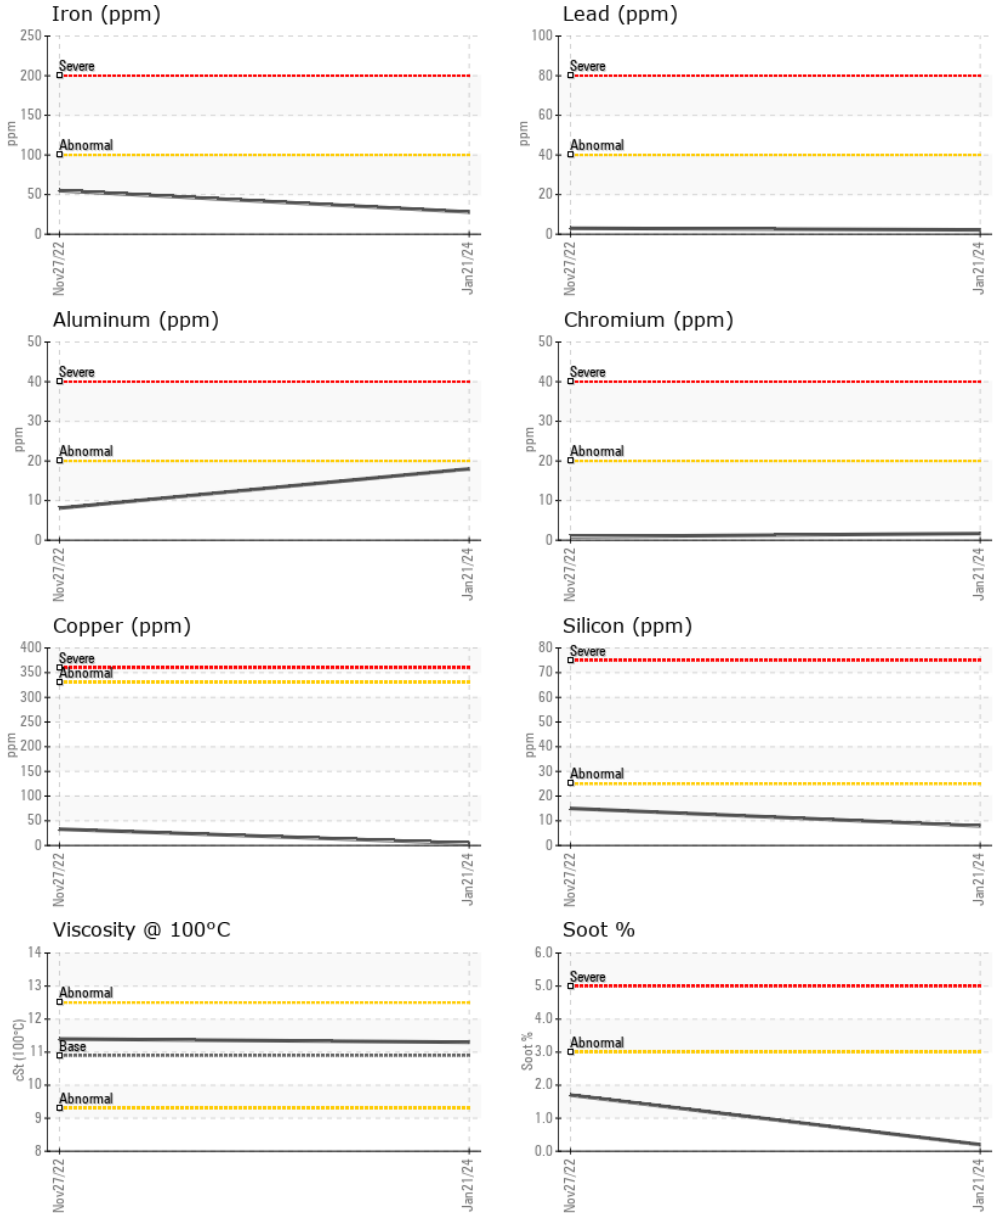 Iron (ppm)
250
200
150
100
50
0
ppm
Severe
Abnormal
Nov27/22
Jan21/24
Lead (ppm)
100
80
60
40
20
0
ppm
Severe
Abnormal
Nov27/22
Jan21/24
Aluminum (ppm)
50
40
30
20
10
0
ppm
Severe
Abnormal
Nov27/22
Jan21/24
Chromium (ppm)
50
40
30
20
10
0
ppm
Severe
Abnormal
Nov27/22
Jan21/24
Copper (ppm)
400
350
300
250
200
150
100
50
0
ppm
Severe
Abnormal
Nov27/22
Jan21/24
Silicon (ppm)
80
70
60
50
40
30
20
10
0
ppm
Severe
Abnormal
Nov27/22
Jan21/24
Viscosity @ 100°C
14
13
12
11
10
9
8
cSt (100°C)
Abnormal
Base
Abnormal
Nov27/22
Jan21/24
Soot %
6.0
5.0
4.0
3.0
2.0
1.0
0.0
Soot %
Severe
Abnormal
Nov27/22
Jan21/24